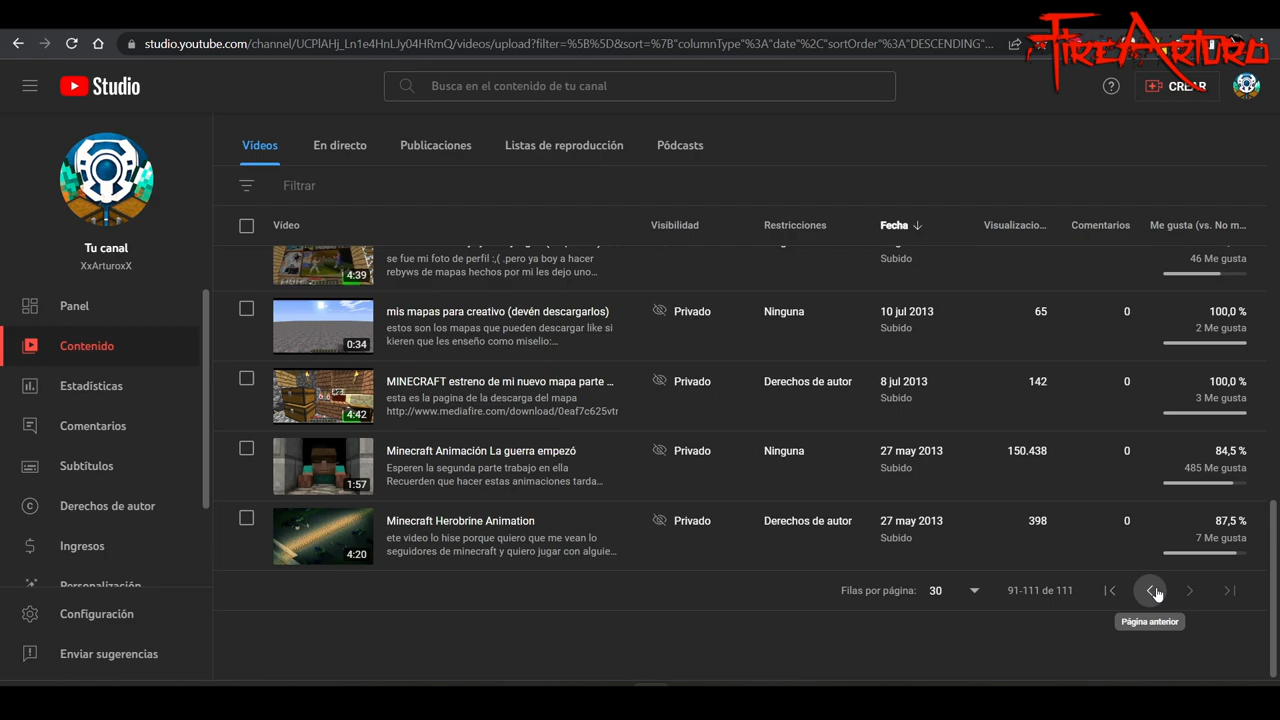 FIREARTURO
studio.youtube.com/channel/UCPlAHj_Ln1e4HnLJy04HRmQ/videos/upload?filter=%5B%5D&sort=%7B"columnType"%3A"date"%2C"sortOrder"%3A"DESCENDING"...
Studio
Busca en el contenido de tu canal
CREAR
Vídeos
En directo
Publicaciones
Listas de reproducción
Pódcasts
Filtrar
Tu canal
XxArturoxX
Panel
Contenido
Estadísticas
Comentarios
Subtítulos
Derechos de autor
Ingresos
Configuración
Enviar sugerencias
Vídeo Visibilidad Restricciones Fecha Visualizacio... Comentarios Me gusta (vs. No m...
4:39
se fue mi foto de perfil :,( .pero ya boy a hacer
rebyws de mapas hechos por mi les dejo uno...
Subido
46 Me gusta
0:34
mis mapas para creativo (devén descargarlos) Privado Ninguna 10 jul 2013 65 0 100,0 %
estos son los mapas que pueden descargar like si Subido 2 Me gusta
kieren que les enseño como miselio:...
4:42
MINECRAFT estreno de mi nuevo mapa parte ... Privado Derechos de autor 8 jul 2013 142 0 100,0 %
esta es la pagina de la descarga del mapa Subido 3 Me gusta
http://www.mediafire.com/download/0eaf7c625vtr
1:57
Minecraft Animación La guerra empezó Privado Ninguna 27 may 2013 150.438 0 84,5 %
Esperen la segunda parte trabajo en ella Subido 485 Me gusta
Recuerden que hacer estas animaciones tarda...
4:20
Minecraft Herobrine Animation Privado Derechos de autor 27 may 2013 398 0 87,5 %
ete video lo hise porque quiero que me vean lo Subido 7 Me gusta
seguidores de minecraft y quiero jugar con alguie...
Filas por página: 30 91-111 de 111
Página anterior